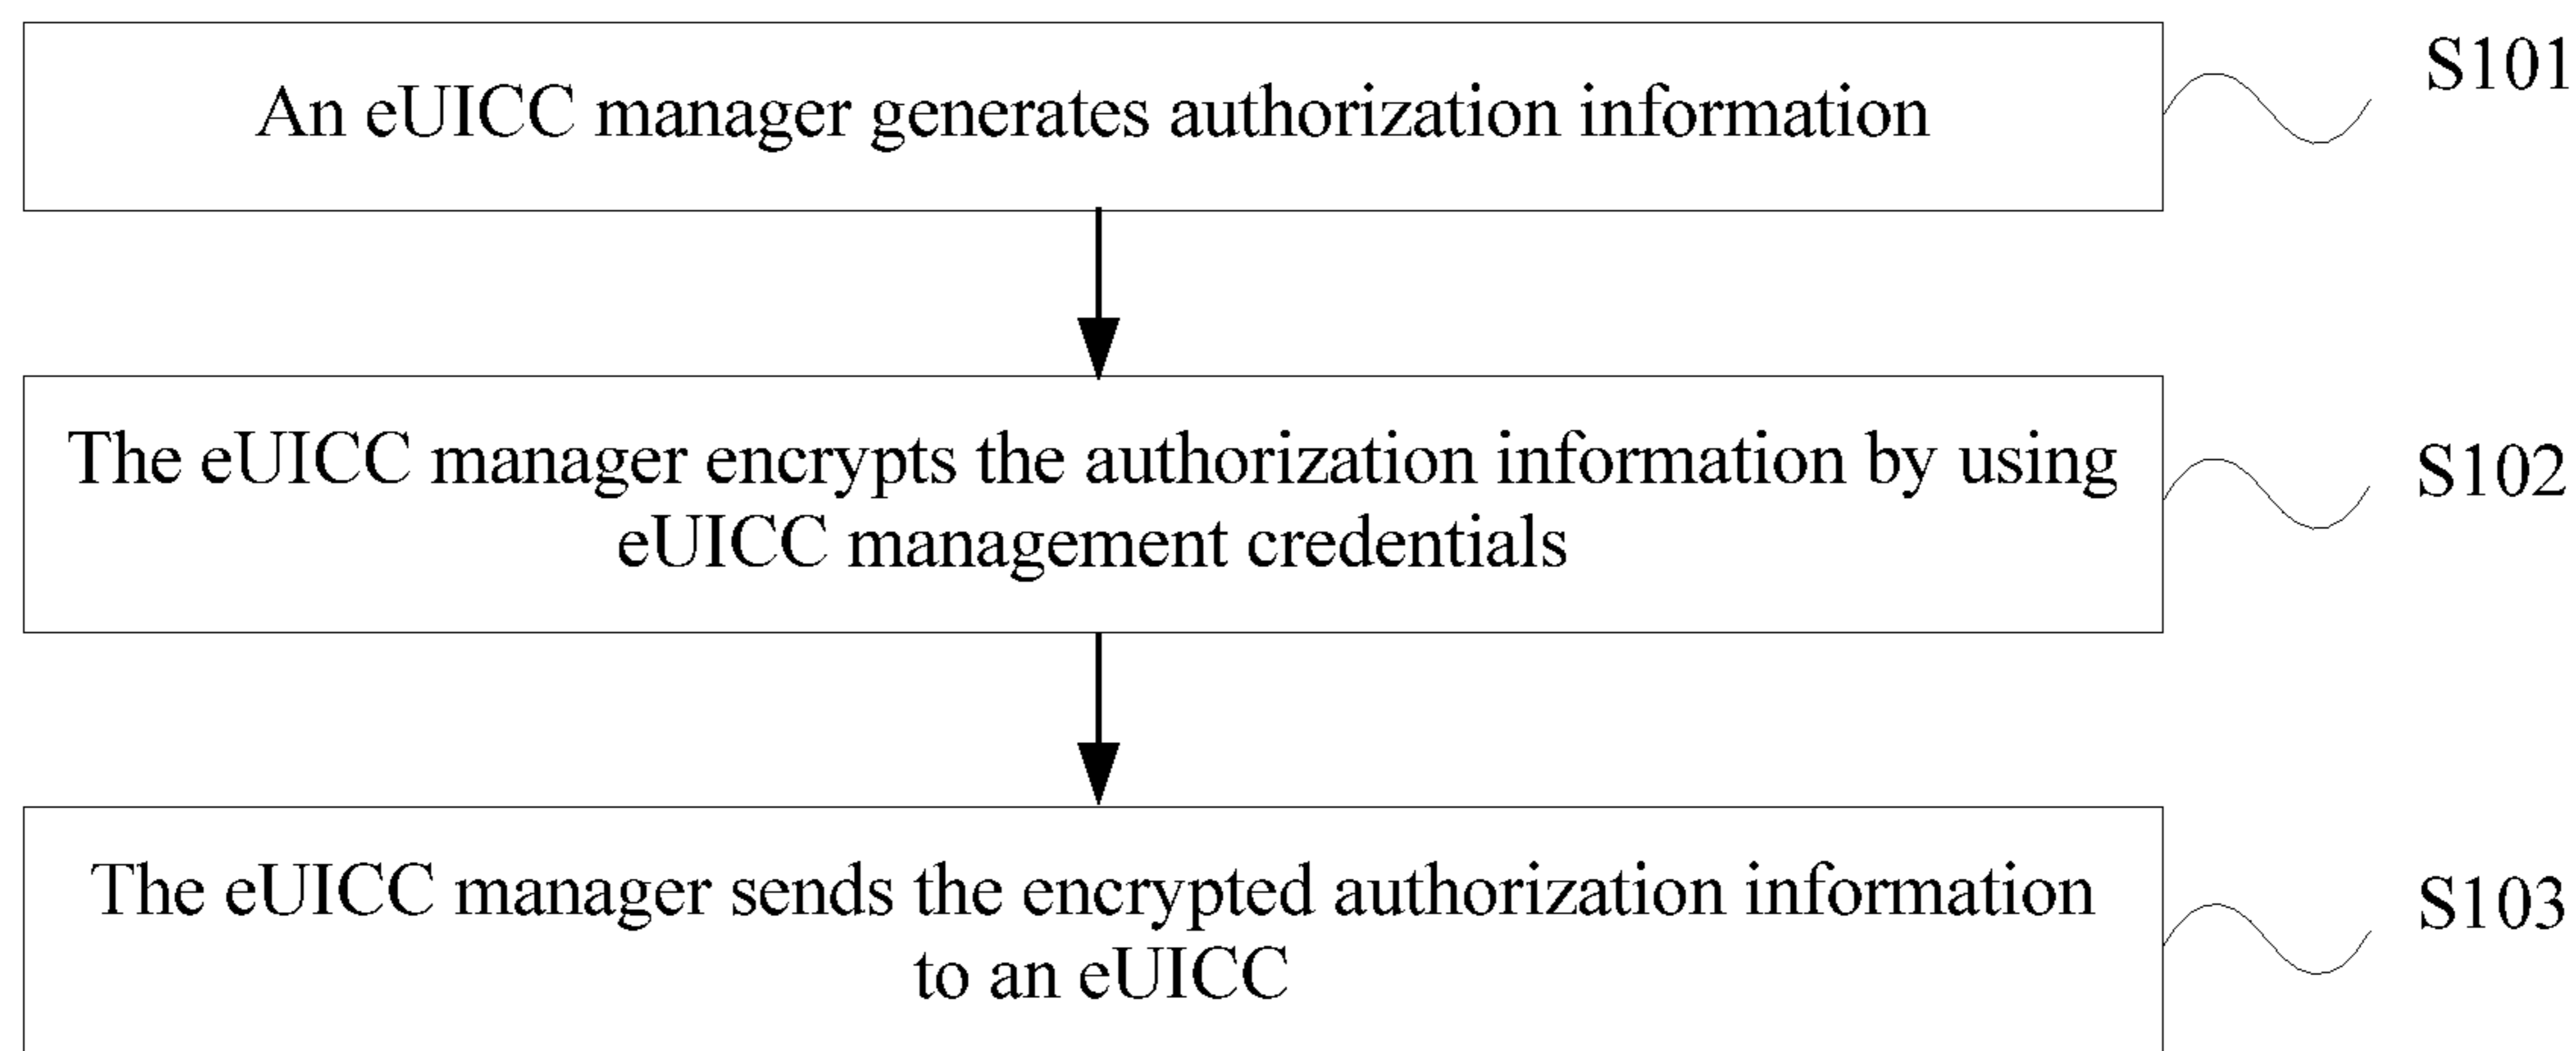 An eUICC manager generates authorization information
S101
The eUICC manager encrypts the authorization information by using
eUICC management credentials
S102
The eUICC manager sends the encrypted authorization information
to an eUICC
S103